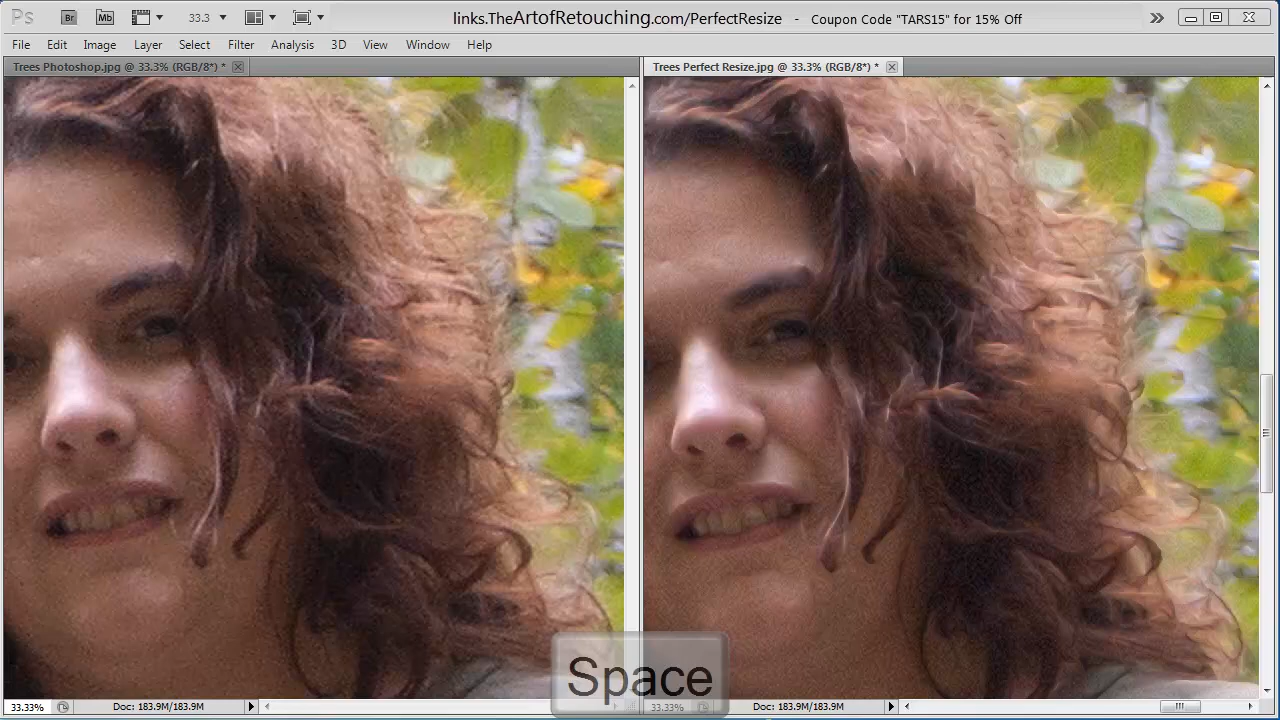 Ps Br Mb 33.3 links.TheArtofRetouching.com/PerfectResize - Coupon Code "TARS15" for 15% Off
File Edit Image Layer Select Filter Analysis 3D View Window Help
Trees Photoshop.jpg @ 33.3% (RGB/8*) * Trees Perfect Resize.jpg @ 33.3% (RGB/8*) *
Space
33.33% Doc: 183.9M/183.9M 33.33% Doc: 183.9M/183.9M